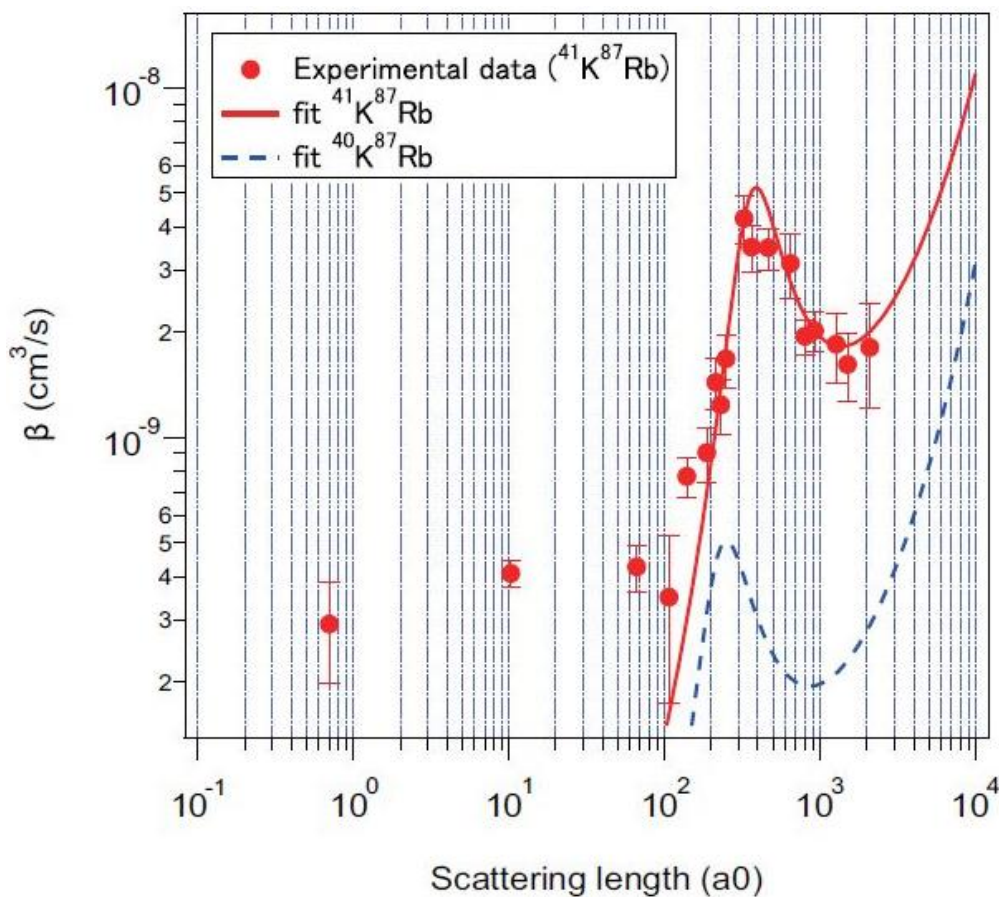 Experimental data (⁴¹K⁸⁷Rb)
fit ⁴¹K⁸⁷Rb
fit ⁴⁰K⁸⁷Rb
10⁻⁸
6
5
4
3
2
10⁻⁹
6
5
4
3
2
β (cm³/s)
10⁻¹ 10⁰ 10¹ 10² 10³ 10⁴
Scattering length (a0)